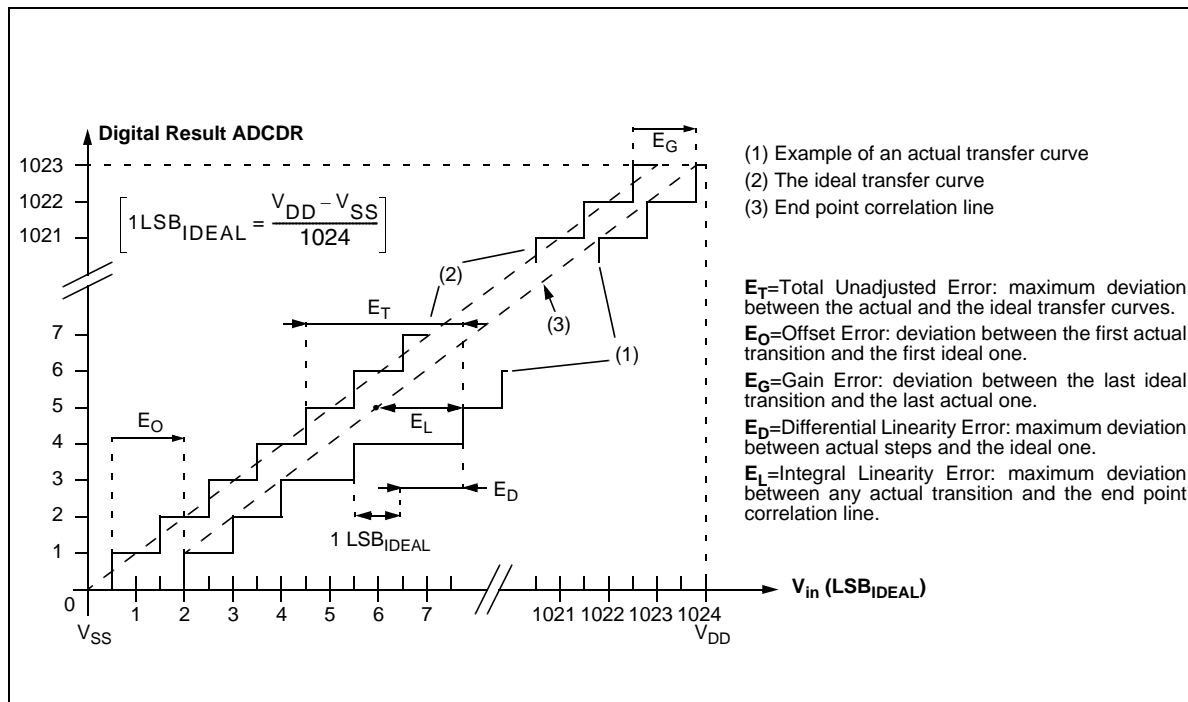 Digital Result ADCDR
E_G
1023
1022
1021
1LSB_IDEAL = V_DD – V_SS
1024
(2)
E_T
(3)
7
6
(1)
5
E_O
E_L
4
3
E_D
2
1 LSB_IDEAL
1
0
1 2 3 4 5 6 7 1021 1022 1023 1024
V_in (LSB_IDEAL)
V_SS
V_DD
(1) Example of an actual transfer curve
(2) The ideal transfer curve
(3) End point correlation line
E_T=Total Unadjusted Error: maximum deviation
between the actual and the ideal transfer curves.
E_O=Offset Error: deviation between the first actual
transition and the first ideal one.
E_G=Gain Error: deviation between the last ideal
transition and the last actual one.
E_D=Differential Linearity Error: maximum deviation
between actual steps and the ideal one.
E_L=Integral Linearity Error: maximum deviation
between any actual transition and the end point
correlation line.